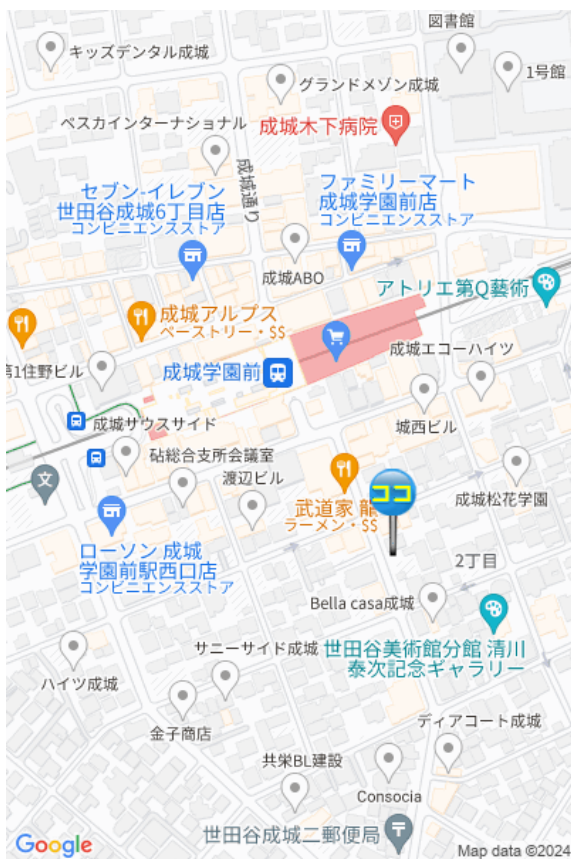 図書館
キッズデンタル成城
1号館
グランドメゾン成城
ペスカインターナショナル
成城木下病院
成城通り
セブン-イレブン
世田谷成城6丁目店
コンビニエンスストア
ファミリーマート
成城学園前店
コンビニエンスストア
成城ABO
アトリエ第Q藝術
成城アルプス
ペーストリー・$$
成城エコーハイツ
第1住野ビル
成城学園前
成城サウスサイド
城西ビル
砧総合支所会議室
渡辺ビル
文
ココ
成城松花学園
武道家 龍
ラーメン・$$
ローソン 成城
学園前駅西口店
コンビニエンスストア
2丁目
Bella casa成城
サニーサイド成城
世田谷美術館分館 清川
泰次記念ギャラリー
ハイツ成城
金子商店
ディアコート成城
共栄BL建設
Consocia
世田谷成城二郵便局
Google
Map data ©2024